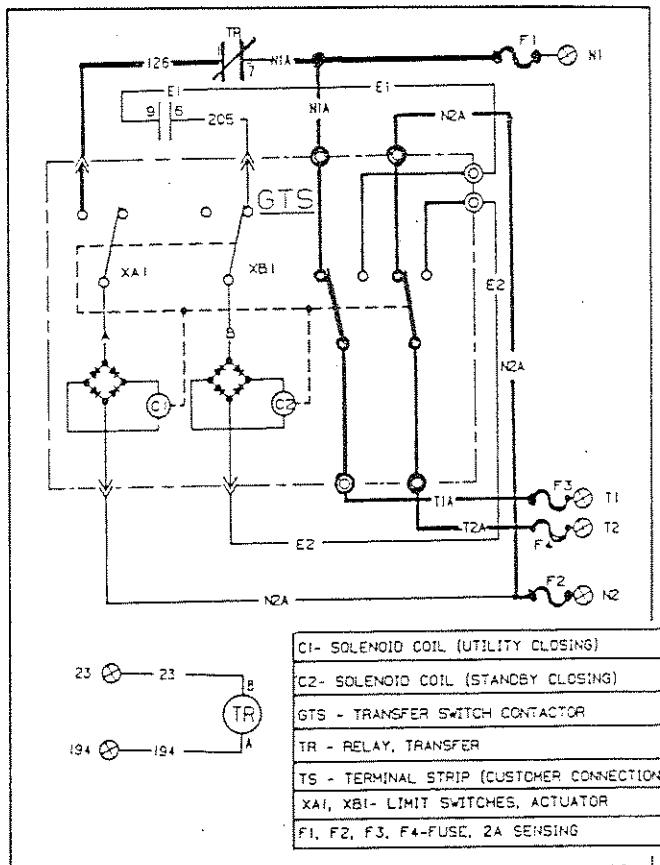 TR
F1
126
1
7
N1A
N1
E1
E1
9
6
205
N1A
N2A
GTS
XA1
XB1
E2
A
B
N2A
C1
C2
T1A
F3
T1
T2A
F4
T2
E2
N2A
F2
N2
23
23
B
TR
194
194
A
C1- SOLENOID COIL (UTILITY CLOSING)
C2- SOLENOID COIL (STANDBY CLOSING)
GTS - TRANSFER SWITCH CONTACTOR
TR - RELAY, TRANSFER
TS - TERMINAL STRIP (CUSTOMER CONNECTION
XA1, XB1- LIMIT SWITCHES, ACTUATOR
F1, F2, F3, F4-FUSE, 2A SENSING